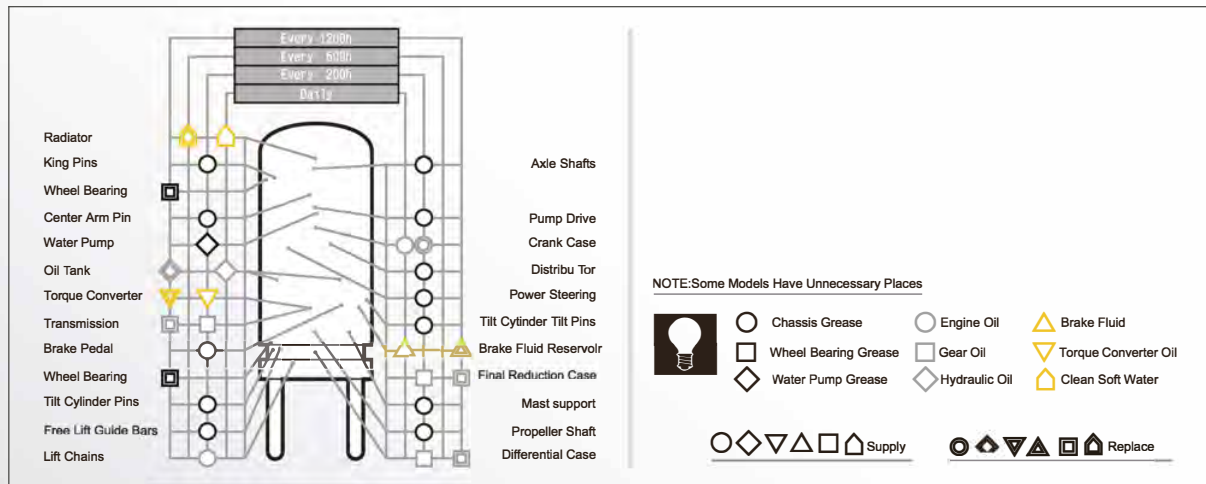 Every 1200h
Every 600h
Every 200h
Daily
Radiator
King Pins
Wheel Bearing
Center Arm Pin
Water Pump
Oil Tank
Torque Converter
Transmission
Brake Pedal
Wheel Bearing
Tilt Cylinder Pins
Free Lift Guide Bars
Lift Chains
Axle Shafts
Pump Drive
Crank Case
Distribu Tor
Power Steering
Tilt Cylinder Tilt Pins
Brake Fluid Reservolr
Final Reduction Case
Mast support
Propeller Shaft
Differential Case
NOTE:Some Models Have Unnecessary Places
Chassis Grease
Engine Oil
Brake Fluid
Wheel Bearing Grease
Gear Oil
Torque Converter Oil
Water Pump Grease
Hydraulic Oil
Clean Soft Water
Supply
Replace